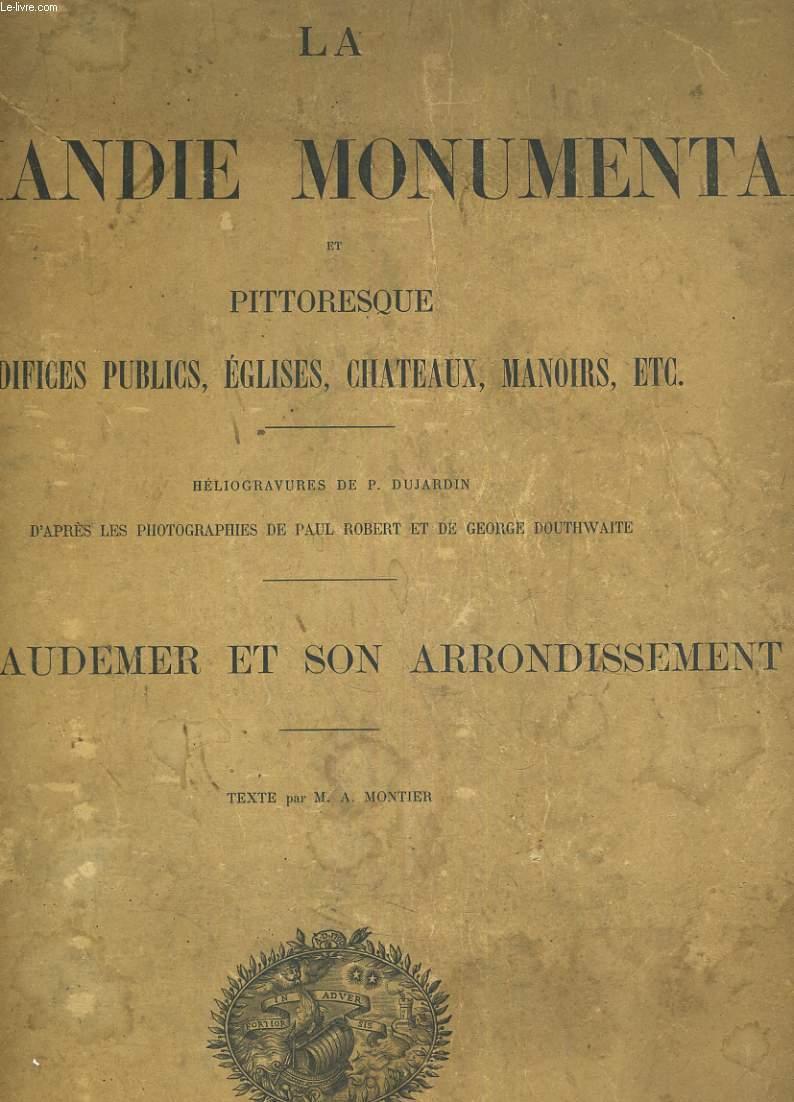 Le-livre.com
LA
MANDIE MONUMENTA
ET
PITTORESQUE
DIFICES PUBLICS, ÉGLISES, CHATEAUX, MANOIRS, ETC.
HÉLIOGRAVURES DE P. DUJARDIN
D'APRÈS LES PHOTOGRAPHIES DE PAUL ROBERT ET DE GEORGE DOUTHWAITE
AUDEMER ET SON ARRONDISSEMENT
TEXTE par M. A. MONTIER
IN ADVER
FORTIOR SIS